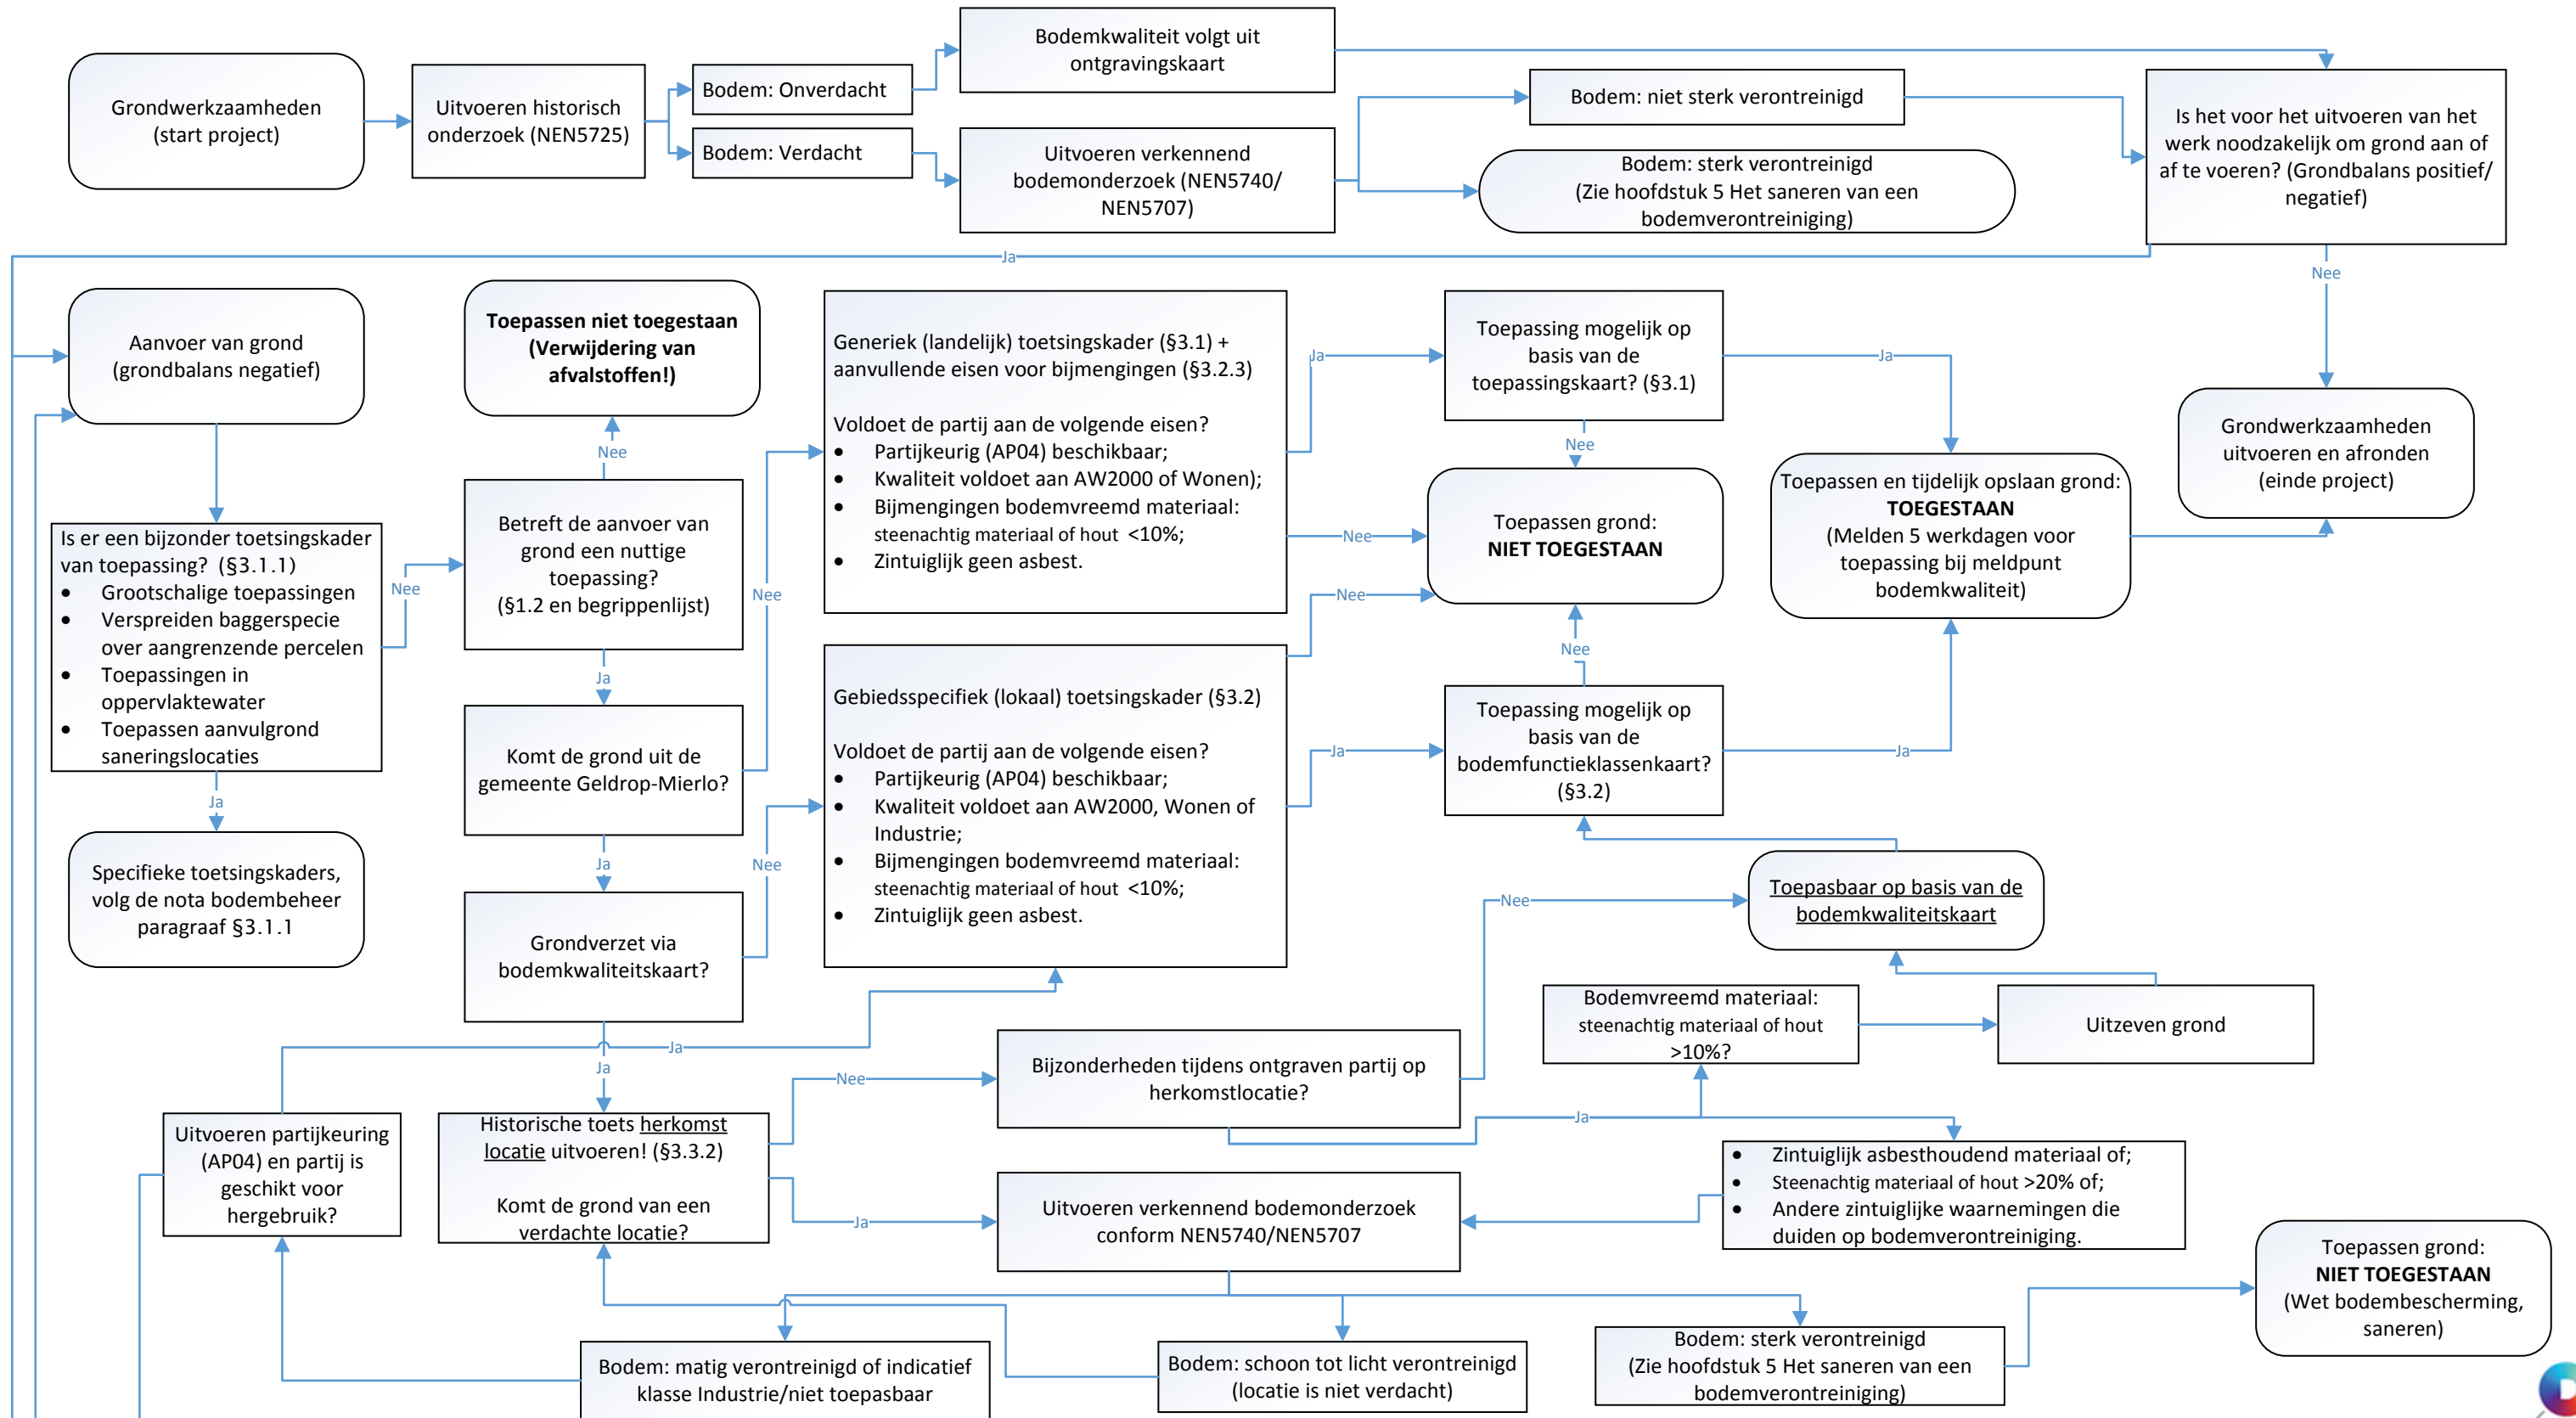 Grondwerkzaamheden
(start project)
Uitvoeren historisch
onderzoek (NEN5725)
Bodem: Onverdacht
Bodem: Verdacht
Bodemkwaliteit volgt uit
ontgravingskaart
Uitvoeren verkennend
bodemonderzoek (NEN5740/
NEN5707)
Bodem: niet sterk verontreinigd
Bodem: sterk verontreinigd
(Zie hoofdstuk 5 Het saneren van een
bodemverontreiniging)
Is het voor het uitvoeren van het
werk noodzakelijk om grond aan of
af te voeren? (Grondbalans positief/
negatief)
Ja
Nee
Aanvoer van grond
(grondbalans negatief)
Toepassen niet toegestaan
(Verwijdering van
afvalstoffen!)
Nee
Generiek (landelijk) toetsingskader (§3.1) +
aanvullende eisen voor bijmengingen (§3.2.3)
Voldoet de partij aan de volgende eisen?
• Partijkeurig (AP04) beschikbaar;
• Kwaliteit voldoet aan AW2000 of Wonen);
• Bijmengingen bodemvreemd materiaal:
steenachtig materiaal of hout <10%;
• Zintuiglijk geen asbest.
Ja
Nee
Toepassing mogelijk op
basis van de
toepassingskaart? (§3.1)
Ja
Nee
Toepassen grond:
NIET TOEGESTAAN
Toepassen en tijdelijk opslaan grond:
TOEGESTAAN
(Melden 5 werkdagen voor
toepassing bij meldpunt
bodemkwaliteit)
Grondwerkzaamheden
uitvoeren en afronden
(einde project)
Is er een bijzonder toetsingskader
van toepassing? (§3.1.1)
• Grootschalige toepassingen
• Verspreiden baggerspecie
over aangrenzende percelen
• Toepassingen in
oppervlaktewater
• Toepassen aanvulgrond
saneringslocaties
Nee
Ja
Specifieke toetsingskaders,
volg de nota bodembeheer
paragraaf §3.1.1
Betreft de aanvoer van
grond een nuttige
toepassing?
(§1.2 en begrippenlijst)
Ja
Komt de grond uit de
gemeente Geldrop-Mierlo?
Nee
Ja
Grondverzet via
bodemkwaliteitskaart?
Nee
Ja
Gebiedsspecifiek (lokaal) toetsingskader (§3.2)
Voldoet de partij aan de volgende eisen?
• Partijkeurig (AP04) beschikbaar;
• Kwaliteit voldoet aan AW2000, Wonen of
Industrie;
• Bijmengingen bodemvreemd materiaal:
steenachtig materiaal of hout <10%;
• Zintuiglijk geen asbest.
Nee
Ja
Toepassing mogelijk op
basis van de
bodemfunctieklassenkaart?
(§3.2)
Nee
Ja
Toepasbaar op basis van de
bodemkwaliteitskaart
Nee
Bodemvreemd materiaal:
steenachtig materiaal of hout
>10%?
Uitzeven grond
Bijzonderheden tijdens ontgraven partij op
herkomstlocatie?
Ja
Nee
Ja
Uitvoeren partijkeuring
(AP04) en partij is
geschikt voor
hergebruik?
Historische toets herkomst
locatie uitvoeren! (§3.3.2)
Komt de grond van een
verdachte locatie?
Ja
Uitvoeren verkennend bodemonderzoek
conform NEN5740/NEN5707
• Zintuiglijk asbesthoudend materiaal of;
• Steenachtig materiaal of hout >20% of;
• Andere zintuiglijke waarnemingen die
duiden op bodemverontreiniging.
Toepassen grond:
NIET TOEGESTAAN
(Wet bodembescherming,
saneren)
Bodem: matig verontreinigd of indicatief
klasse Industrie/niet toepasbaar
Bodem: schoon tot licht verontreinigd
(locatie is niet verdacht)
Bodem: sterk verontreinigd
(Zie hoofdstuk 5 Het saneren van een
bodemverontreiniging)
D